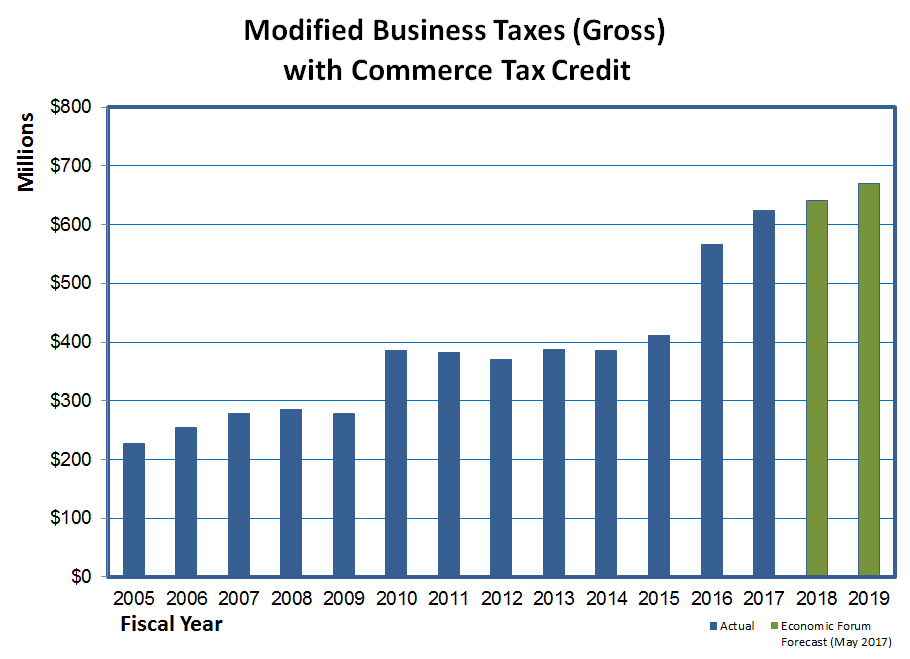 Modified Business Taxes (Gross)
with Commerce Tax Credit
Millions
$800
$700
$600
$500
$400
$300
$200
$100
$0
2005 2006 2007 2008 2009 2010 2011 2012 2013 2014 2015 2016 2017 2018 2019
Fiscal Year
Actual
Economic Forum
Forecast (May 2017)